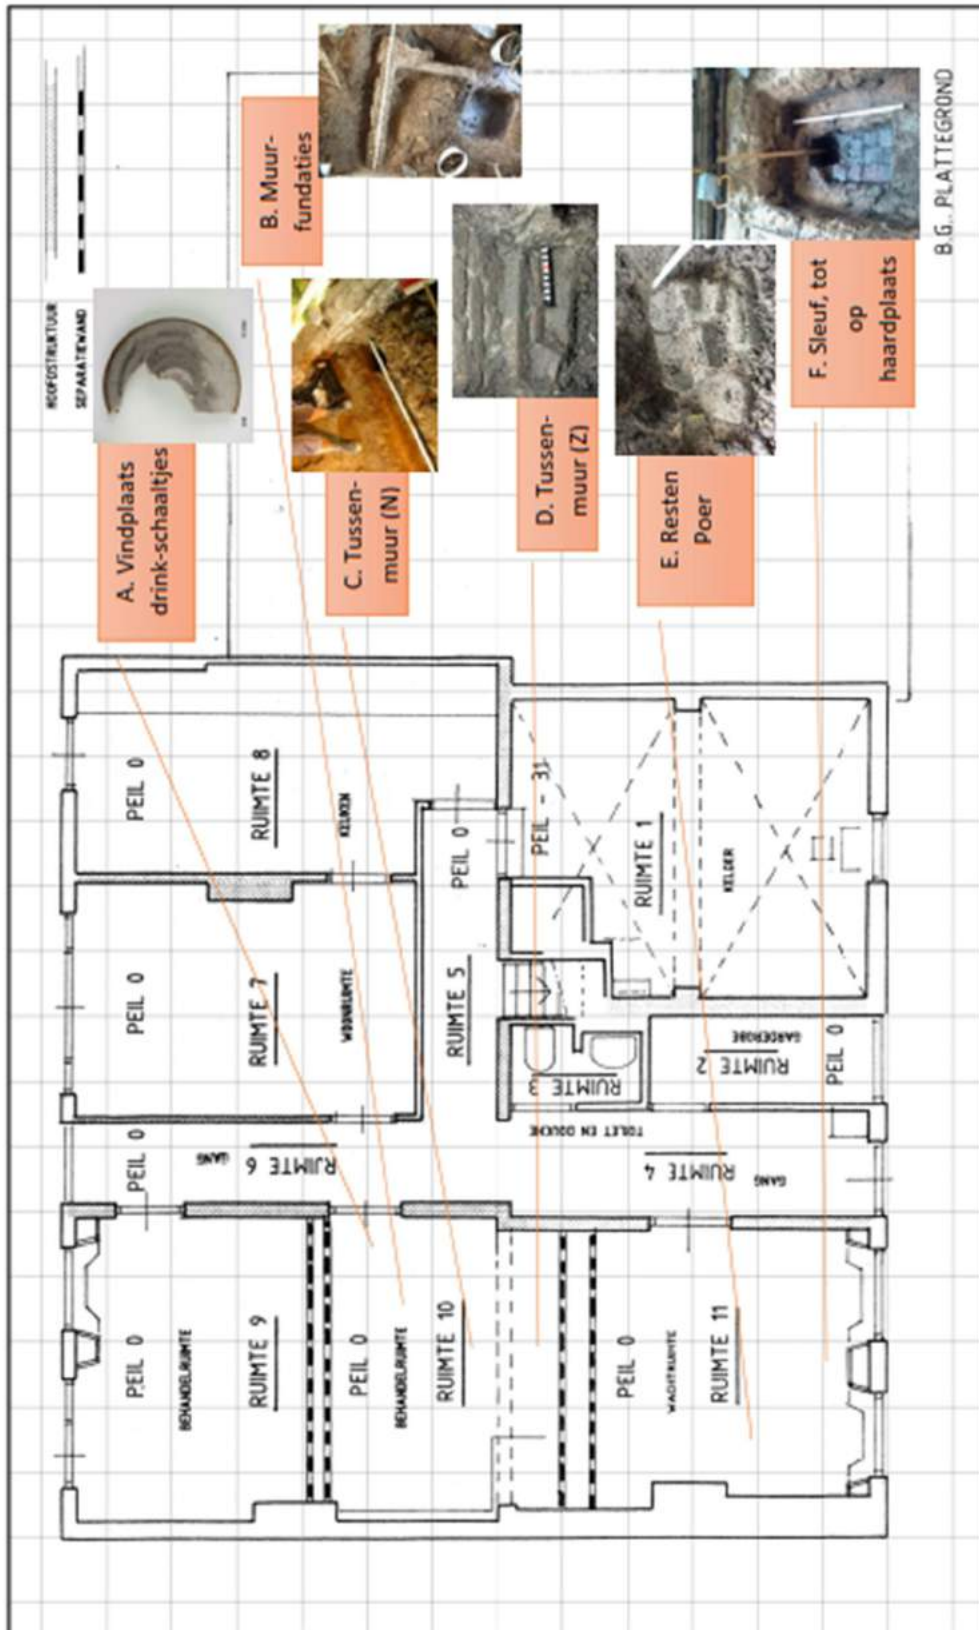 HOOFDSTRUKTUUR
SEPARATIEWAND
A. Vindplaats
drink-schaaltjes
B. Muur-
fundaties
C. Tussen-
muur (N)
D. Tussen-
muur (Z)
E. Resten
Poer
F. Sleuf, tot
op
haardplaats
B.G. PLATTEGROND
PEIL 0
RUIMTE 8
KEUKEN
PEIL 0
RUIMTE 7
WOONRUIMTE
PEIL 0
RUIMTE 5
PEIL - 31
RUIMTE 1
KELDER
PEIL 0
GANG
RUIMTE 6
RUIMTE 3
TOILET EN DOUCHE
GARDEROBE
RUIMTE 2
PEIL 0
RUIMTE 4
GANG
PEIL 0
BEHANDELRUIMTE
RUIMTE 9
PEIL 0
BEHANDELRUIMTE
RUIMTE 10
PEIL 0
WACHTRUIMTE
RUIMTE 11